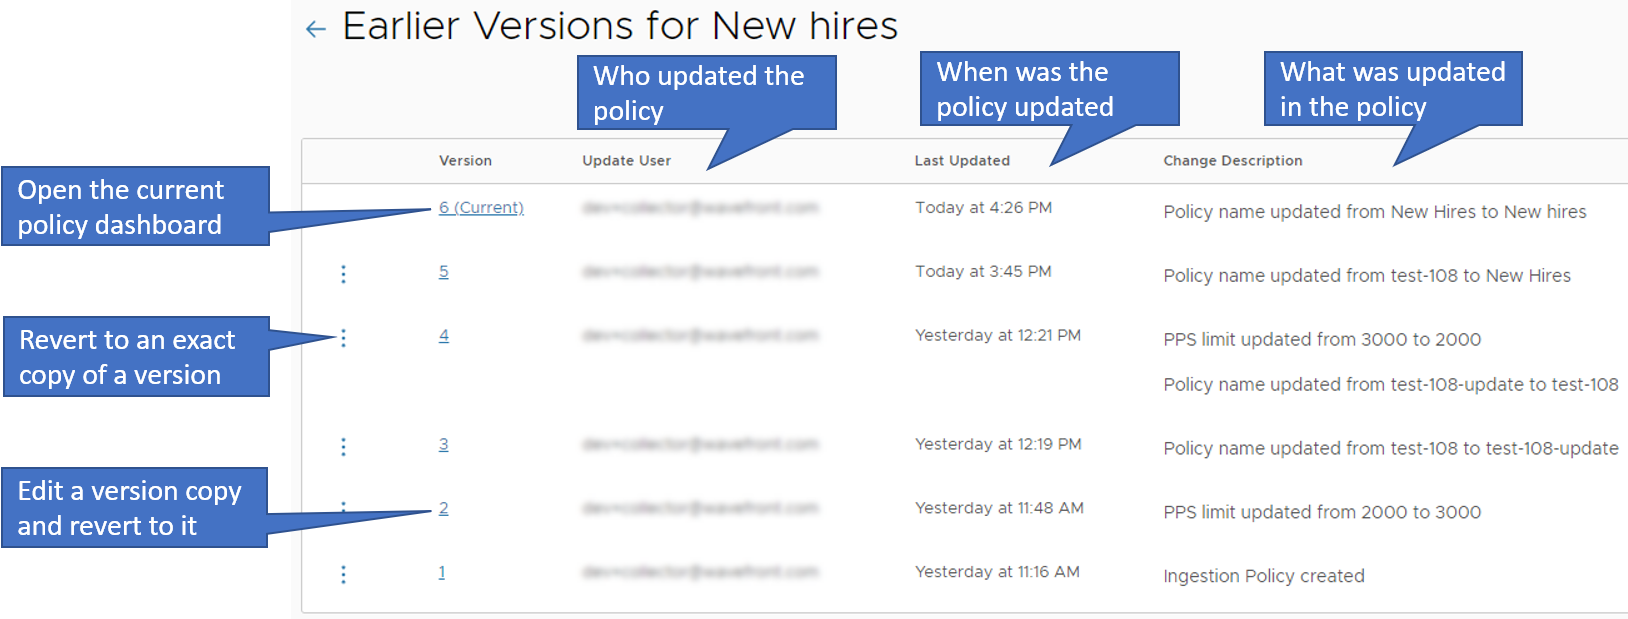 ← Earlier Versions for New hires
Who updated the
policy
When was the
policy updated
What was updated
in the policy
Version Update User Last Updated Change Description
Open the current
policy dashboard
6 (Current) Today at 4:26 PM Policy name updated from New Hires to New hires
5 Today at 3:45 PM Policy name updated from test-108 to New Hires
Revert to an exact
copy of a version
4 Yesterday at 12:21 PM PPS limit updated from 3000 to 2000
Policy name updated from test-108-update to test-108
3 Yesterday at 12:19 PM Policy name updated from test-108 to test-108-update
Edit a version copy
and revert to it
2 Yesterday at 11:48 AM PPS limit updated from 2000 to 3000
1 Yesterday at 11:16 AM Ingestion Policy created